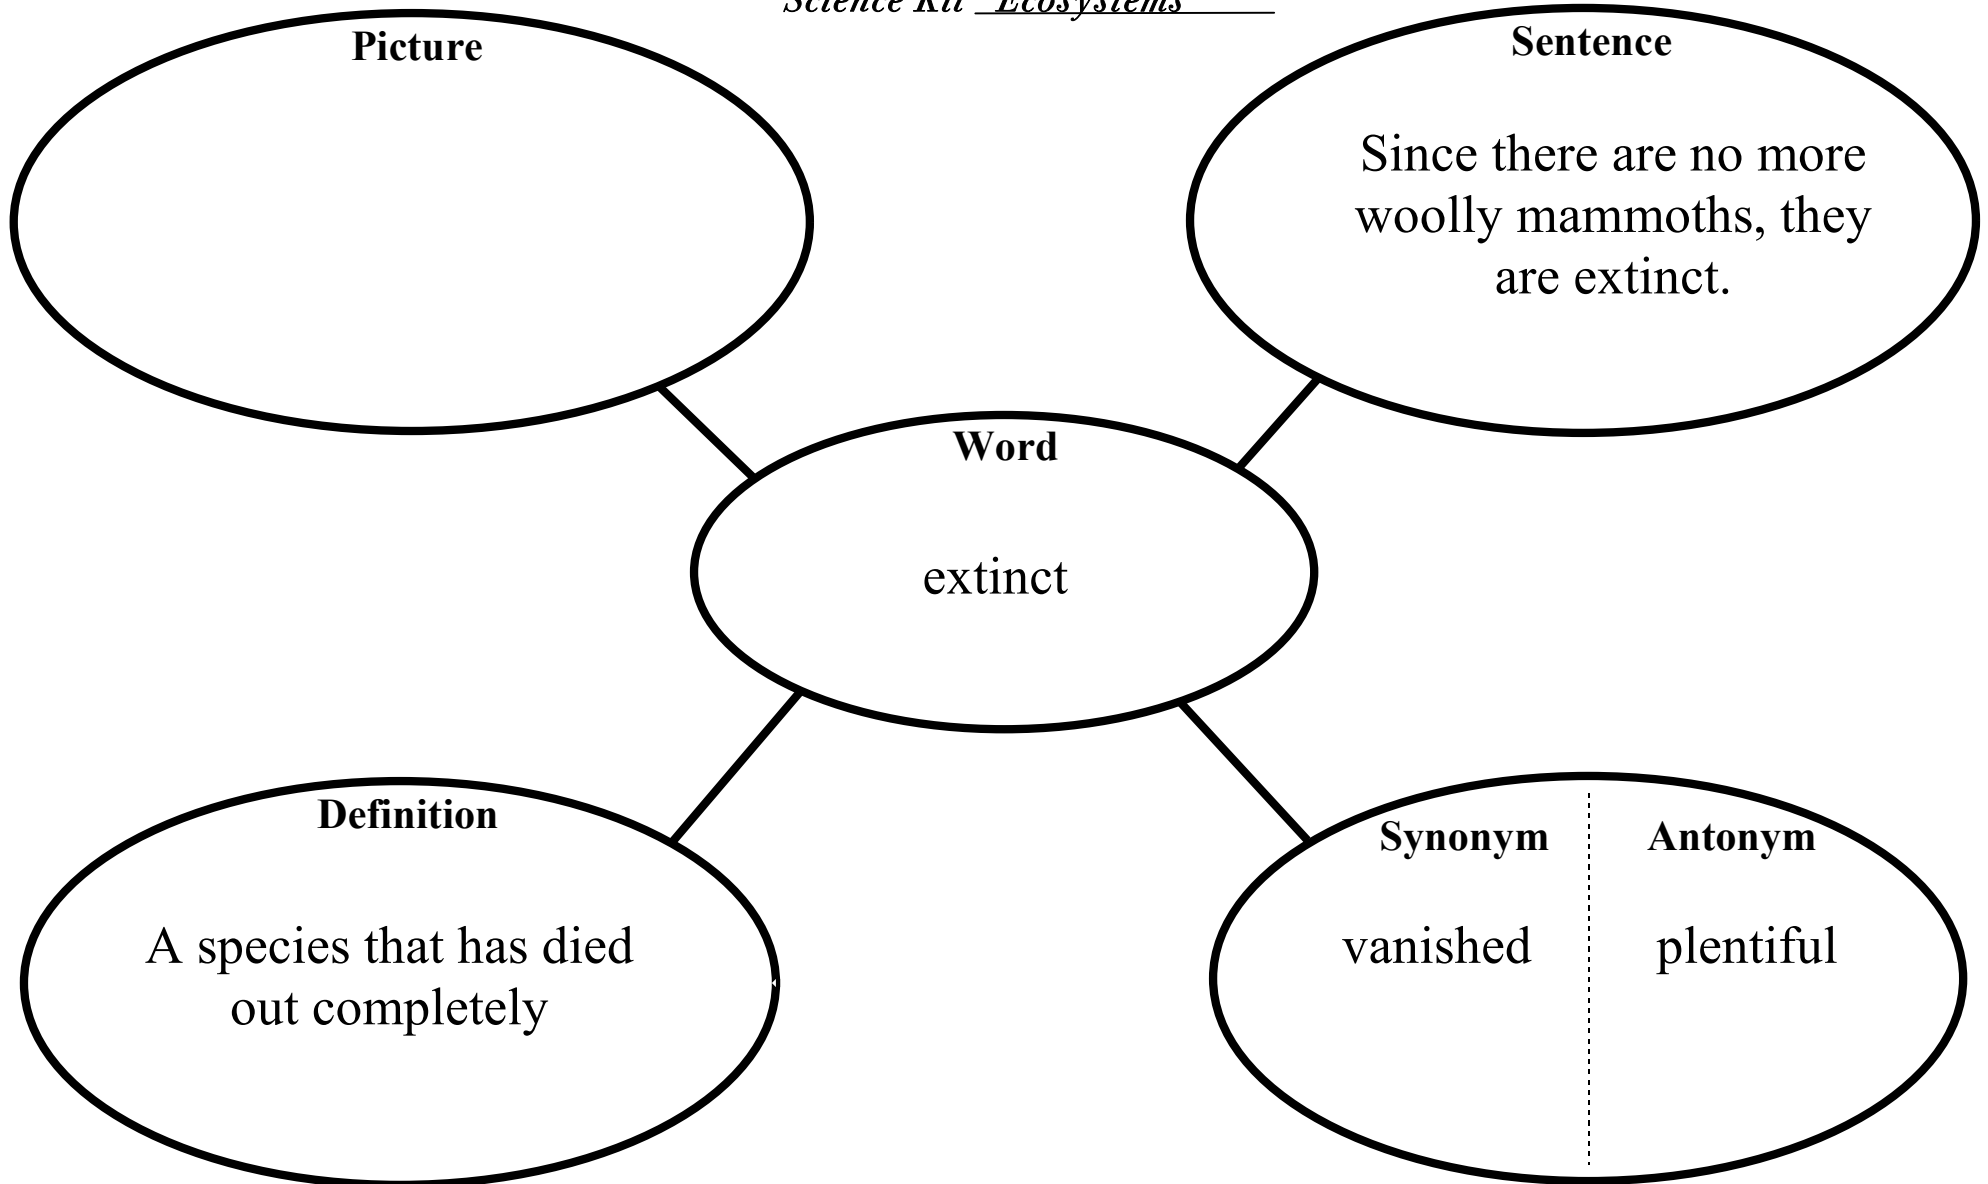 Science Kit Ecosystems
Picture
Sentence
Since there are no more
woolly mammoths, they
are extinct.
Word
extinct
Definition
A species that has died
out completely
Synonym
Antonym
vanished
plentiful